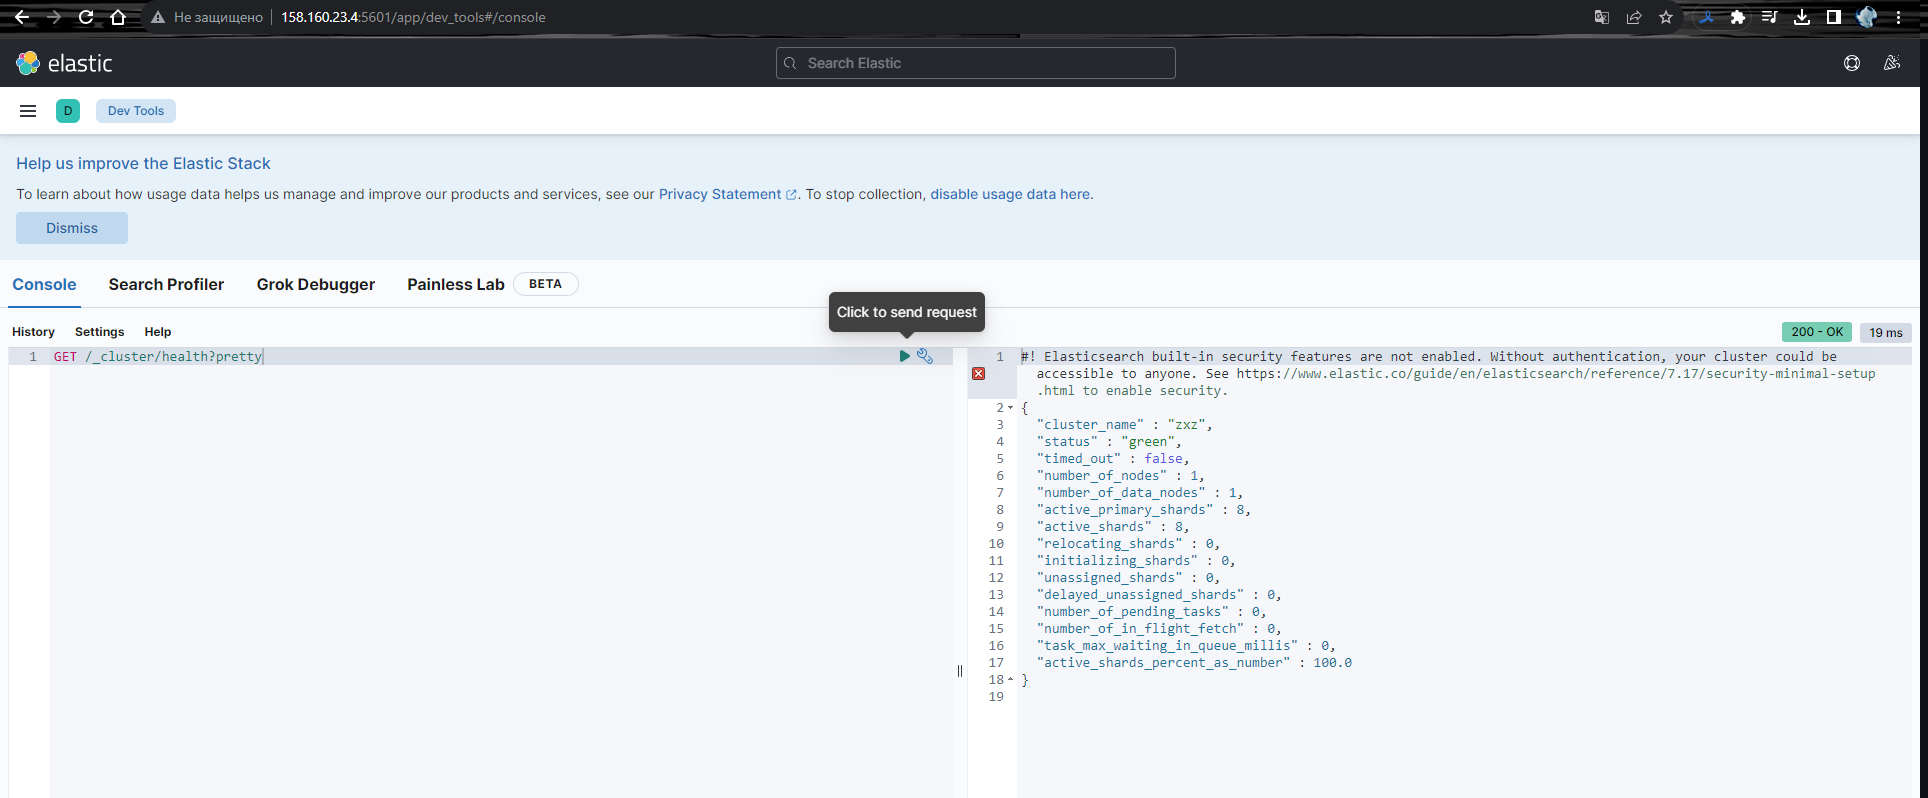 Не защищено 158.160.23.4:5601/app/dev_tools#/console
elastic
Search Elastic
D Dev Tools
Help us improve the Elastic Stack
To learn about how usage data helps us manage and improve our products and services, see our Privacy Statement. To stop collection, disable usage data here.
Dismiss
Console Search Profiler Grok Debugger Painless Lab BETA
Click to send request
History Settings Help
200 - OK 19 ms
1 GET /_cluster/health?pretty
1 #! Elasticsearch built-in security features are not enabled. Without authentication, your cluster could be
accessible to anyone. See https://www.elastic.co/guide/en/elasticsearch/reference/7.17/security-minimal-setup
.html to enable security.
2 {
3 "cluster_name" : "zxz",
4 "status" : "green",
5 "timed_out" : false,
6 "number_of_nodes" : 1,
7 "number_of_data_nodes" : 1,
8 "active_primary_shards" : 8,
9 "active_shards" : 8,
10 "relocating_shards" : 0,
11 "initializing_shards" : 0,
12 "unassigned_shards" : 0,
13 "delayed_unassigned_shards" : 0,
14 "number_of_pending_tasks" : 0,
15 "number_of_in_flight_fetch" : 0,
16 "task_max_waiting_in_queue_millis" : 0,
17 "active_shards_percent_as_number" : 100.0
18 }
19